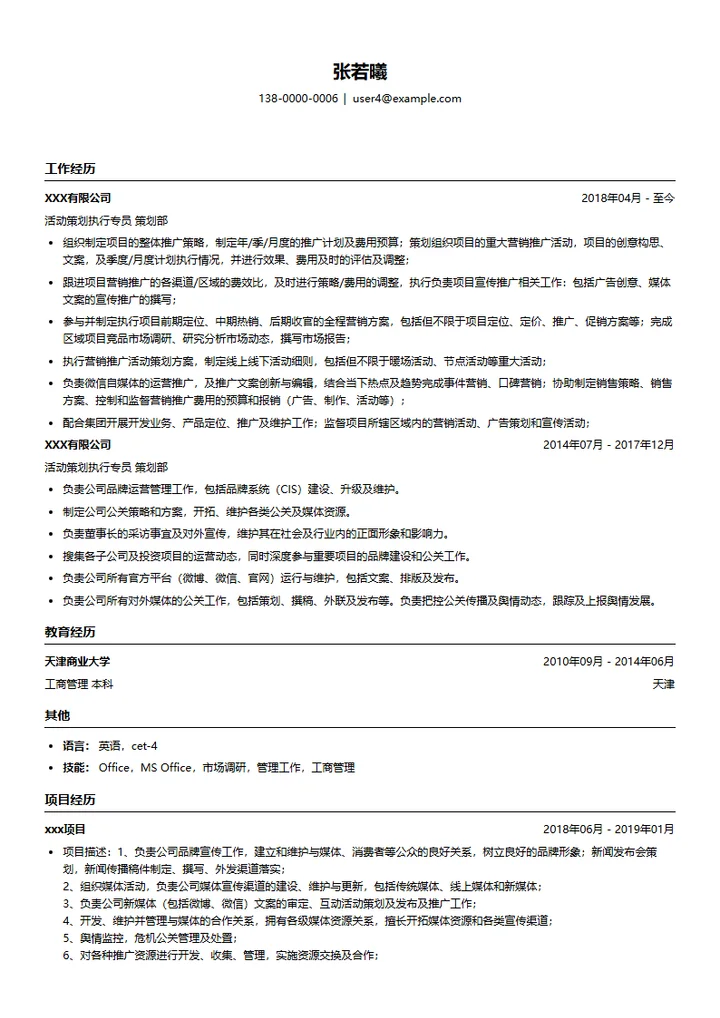 张若曦
138-0000-0006 | user4@example.com
工作经历
XXX有限公司 2018年04月 - 至今
活动策划执行专员 策划部
• 组织制定项目的整体推广策略，制定年/季/月度的推广计划及费用预算；策划组织项目的重大营销推广活动，项目的创意构思、
文案，及季度/月度计划执行情况，并进行效果、费用及时的评估及调整；
• 跟进项目营销推广的各渠道/区域的费效比，及时进行策略/费用的调整，执行负责项目宣传推广相关工作：包括广告创意、媒体
文案的宣传推广的撰写；
• 参与并制定执行项目前期定位、中期热销、后期收官的全程营销方案，包括但不限于项目定位、定价、推广、促销方案等；完成
区域项目竞品市场调研、研究分析市场动态，撰写市场报告；
• 执行营销推广活动策划方案，制定线上线下活动细则，包括但不限于暖场活动、节点活动等重大活动；
• 负责微信自媒体的运营推广，及推广文案创新与编辑，结合当下热点及趋势完成事件营销、口碑营销；协助制定销售策略、销售
方案、控制和监督营销推广费用的预算和报销（广告、制作、活动等）；
• 配合集团开展开发业务、产品定位、推广及维护工作；监督项目所辖区域内的营销活动、广告策划和宣传活动；
XXX有限公司 2014年07月 - 2017年12月
活动策划执行专员 策划部
• 负责公司品牌运营管理工作，包括品牌系统（CIS）建设、升级及维护。
• 制定公司公关策略和方案，开拓、维护各类公关及媒体资源。
• 负责董事长的采访事宜及对外宣传，维护其在社会及行业内的正面形象和影响力。
• 搜集各子公司及投资项目的运营动态，同时深度参与重要项目的品牌建设和公关工作。
• 负责公司所有官方平台（微博、微信、官网）运行与维护，包括文案、排版及发布。
• 负责公司所有对外媒体的公关工作，包括策划、撰稿、外联及发布等。负责把控公关传播及舆情动态，跟踪及上报舆情发展。
教育经历
天津商业大学 2010年09月 - 2014年06月
工商管理 本科 天津
其他
• 语言： 英语，cet-4
• 技能： Office，MS Office，市场调研，管理工作，工商管理
项目经历
xxx项目 2018年06月 - 2019年01月
• 项目描述：1、负责公司品牌宣传工作，建立和维护与媒体、消费者等公众的良好关系，树立良好的品牌形象；新闻发布会策
划，新闻传播稿件制定、撰写、外发渠道落实；
2、组织媒体活动，负责公司媒体宣传渠道的建设、维护与更新，包括传统媒体、线上媒体和新媒体；
3、负责公司新媒体（包括微博、微信）文案的审定、互动活动策划及发布及推广工作；
4、开发、维护并管理与媒体的合作关系，拥有各级媒体资源关系，擅长开拓媒体资源和各类宣传渠道；
5、舆情监控，危机公关管理及处置；
6、对各种推广资源进行开发、收集、管理，实施资源交换及合作；